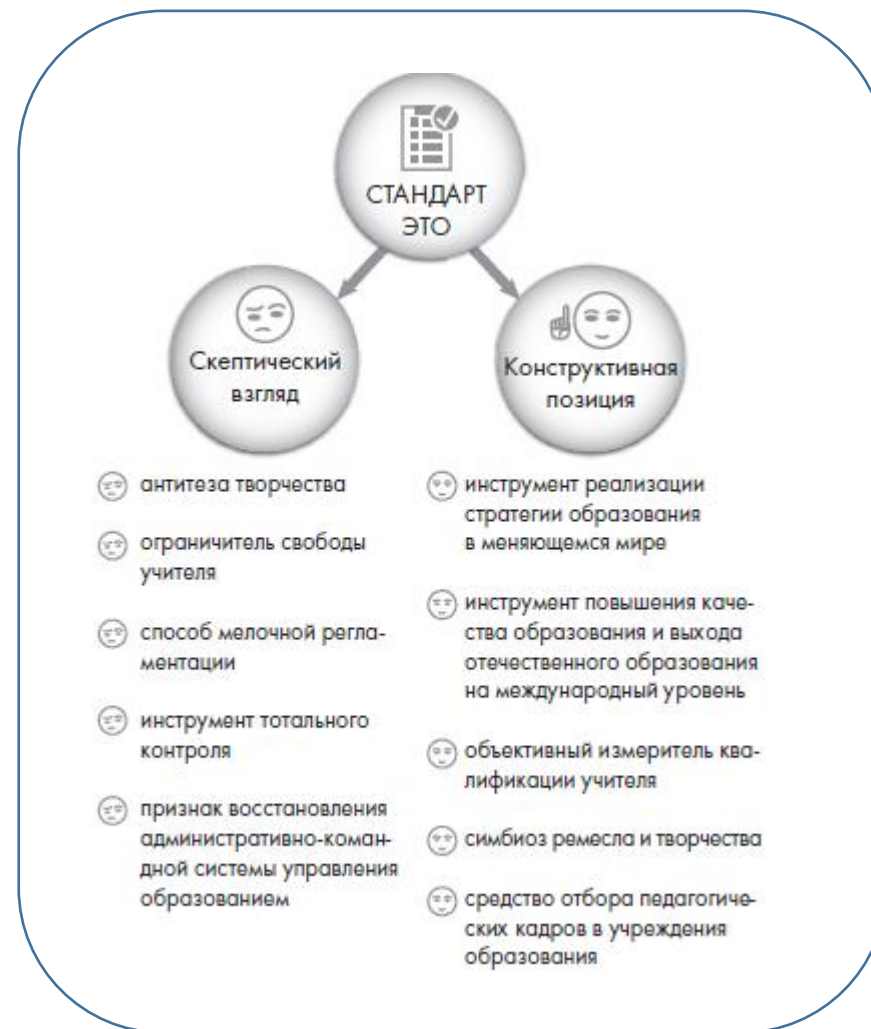 СТАНДАРТ
ЭТО
Скептический
взгляд
Конструктивная
позиция
антитеза творчества
ограничитель свободы
учителя
способ мелочной регла-
ментации
инструмент тотального
контроля
признак восстановления
административно-коман-
дной системы управления
образованием
инструмент реализации
стратегии образования
в меняющемся мире
инструмент повышения каче-
ства образования и выхода
отечественного образования
на международный уровень
объективный измеритель ква-
лификации учителя
симбиоз ремесла и творчества
средство отбора педагогиче-
ских кадров в учреждения
образования